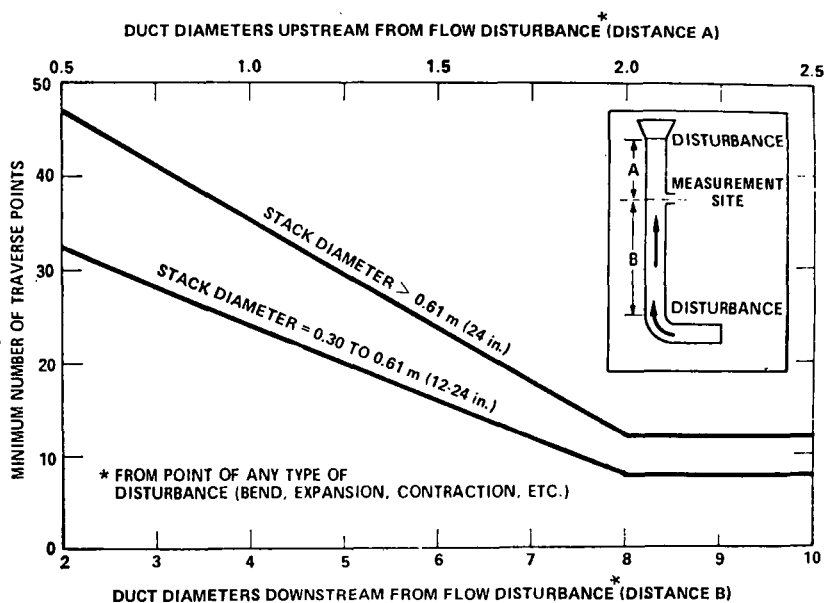 DUCT DIAMETERS UPSTREAM FROM FLOW DISTURBANCE* (DISTANCE A)
0.5 1.0 1.5 2.0 2.5
50
40
30
20
10
0
MINIMUM NUMBER OF TRAVERSE POINTS
STACK DIAMETER > 0.61 m (24 in.)
STACK DIAMETER = 0.30 TO 0.61 m (12-24 in.)
DISTURBANCE
A
MEASUREMENT
SITE
B
DISTURBANCE
* FROM POINT OF ANY TYPE OF
DISTURBANCE (BEND, EXPANSION, CONTRACTION, ETC.)
2 3 4 5 6 7 8 9 10
DUCT DIAMETERS DOWNSTREAM FROM FLOW DISTURBANCE* (DISTANCE B)